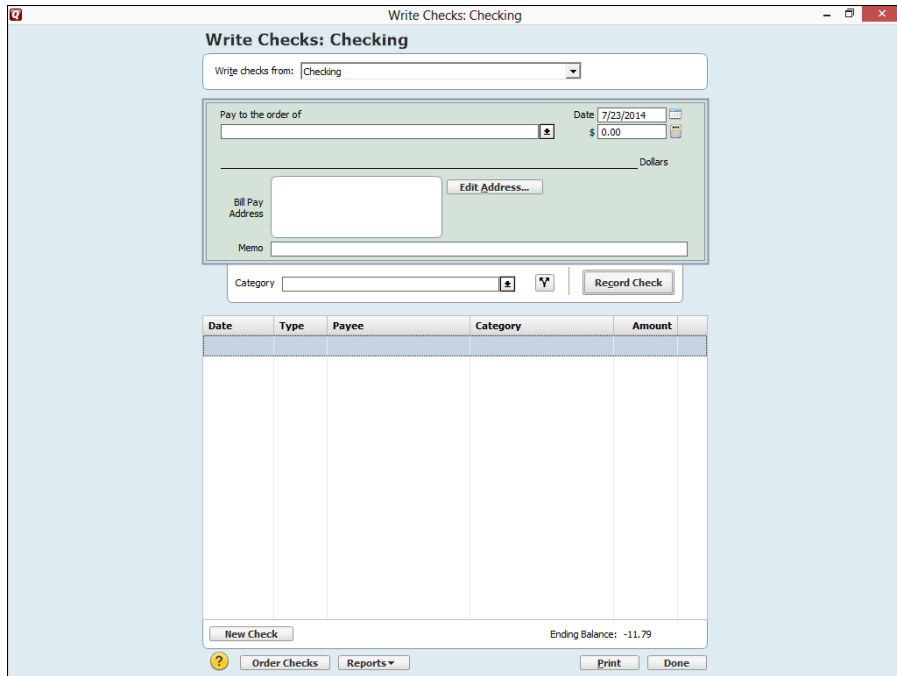 Write Checks: Checking
Write Checks: Checking
Write checks from: Checking
Pay to the order of
Date 7/23/2014
$ 0.00
Dollars
Bill Pay
Address
Edit Address...
Memo
Category
Record Check
Date Type Payee Category Amount
New Check
Ending Balance: -11.79
? Order Checks Reports
Print Done